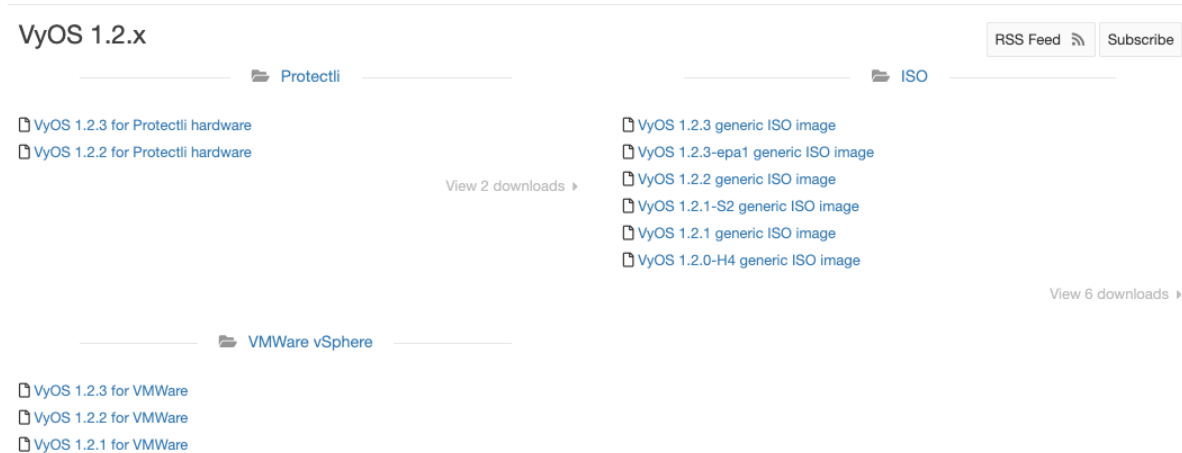 VyOS 1.2.x
RSS Feed
Subscribe
Protectli
VyOS 1.2.3 for Protectli hardware
VyOS 1.2.2 for Protectli hardware
View 2 downloads
ISO
VyOS 1.2.3 generic ISO image
VyOS 1.2.3-epa1 generic ISO image
VyOS 1.2.2 generic ISO image
VyOS 1.2.1-S2 generic ISO image
VyOS 1.2.1 generic ISO image
VyOS 1.2.0-H4 generic ISO image
View 6 downloads
VMWare vSphere
VyOS 1.2.3 for VMWare
VyOS 1.2.2 for VMWare
VyOS 1.2.1 for VMWare